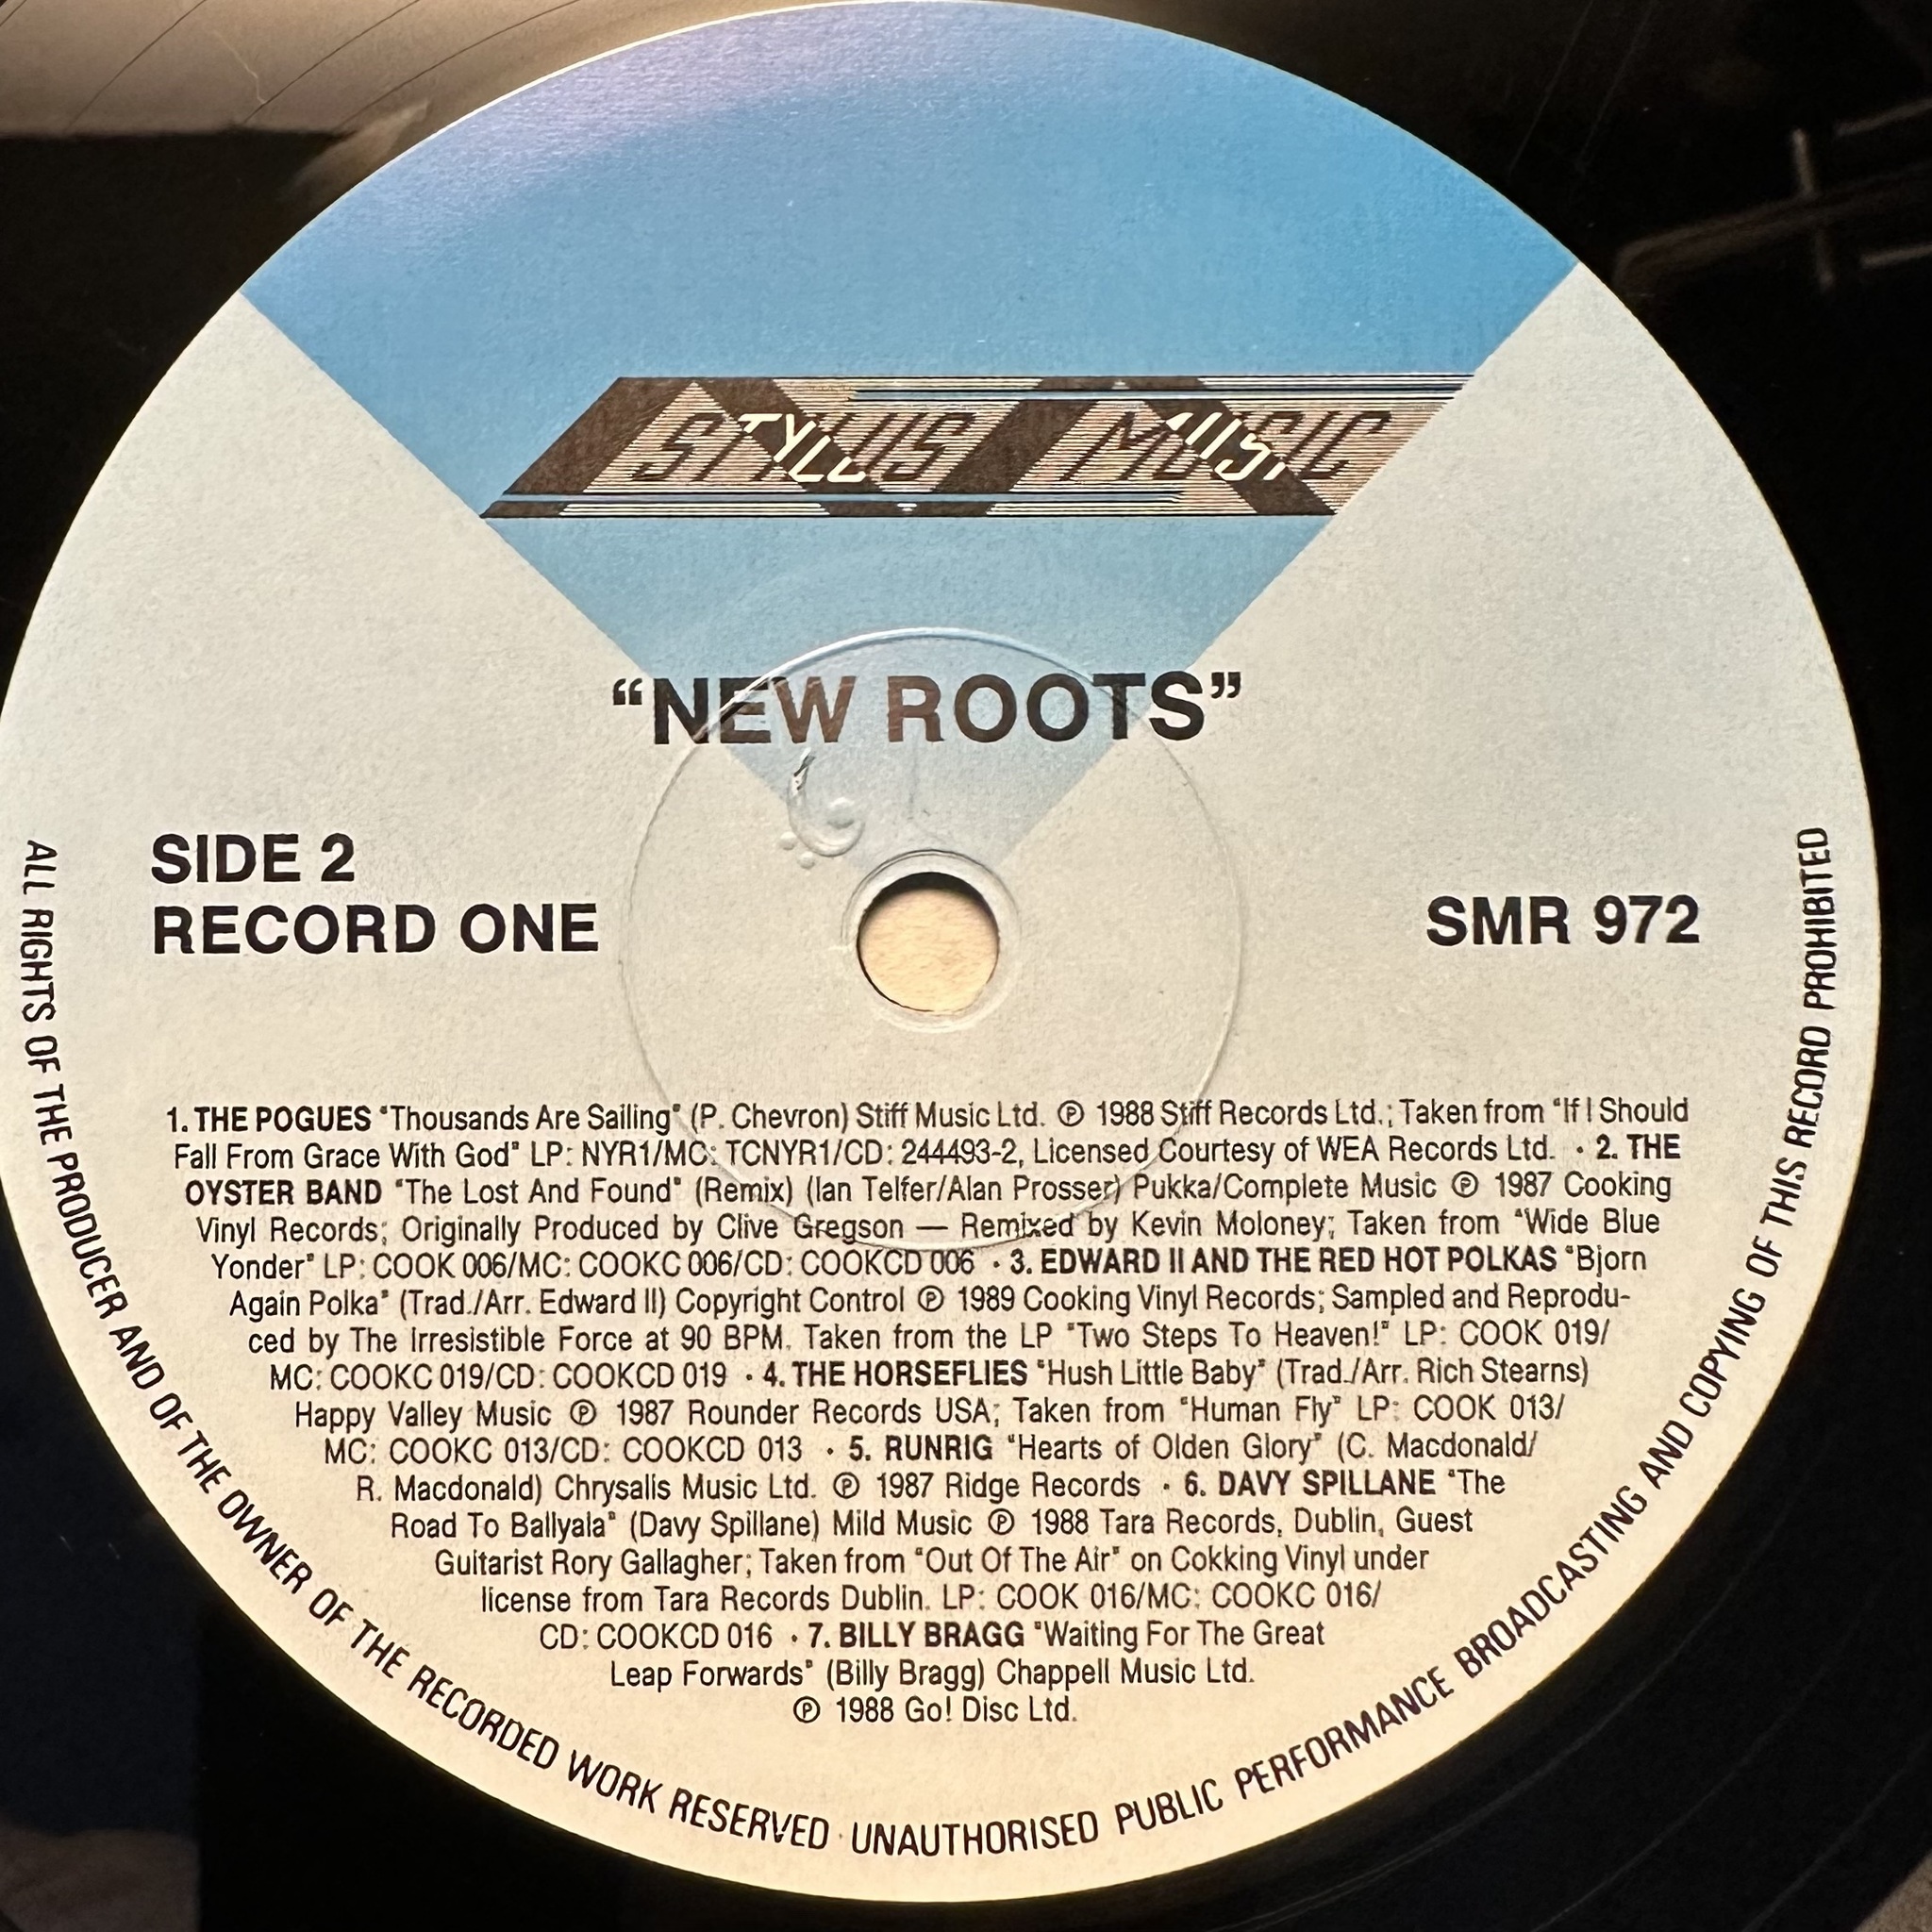 STYLUS MUSIC
“NEW ROOTS”
SIDE 2
RECORD ONE
SMR 972
1. THE POGUES "Thousands Are Sailing" (P. Chevron) Stiff Music Ltd. ℗ 1988 Stiff Records Ltd.; Taken from "If I Should
Fall From Grace With God" LP: NYR1/MC: TCNYR1/CD: 244493-2, Licensed Courtesy of WEA Records Ltd. · 2. THE
OYSTER BAND "The Lost And Found" (Remix) (Ian Telfer/Alan Prosser) Pukka/Complete Music ℗ 1987 Cooking
Vinyl Records; Originally Produced by Clive Gregson — Remixed by Kevin Moloney; Taken from "Wide Blue
Yonder" LP: COOK 006/MC: COOKC 006/CD: COOKCD 006 · 3. EDWARD II AND THE RED HOT POLKAS "Bjorn
Again Polka" (Trad./Arr. Edward II) Copyright Control ℗ 1989 Cooking Vinyl Records; Sampled and Reprodu-
ced by The Irresistible Force at 90 BPM. Taken from the LP "Two Steps To Heaven!" LP: COOK 019/
MC: COOKC 019/CD: COOKCD 019 · 4. THE HORSEFLIES "Hush Little Baby" (Trad./Arr. Rich Stearns)
Happy Valley Music ℗ 1987 Rounder Records USA; Taken from "Human Fly" LP: COOK 013/
MC: COOKC 013/CD: COOKCD 013 · 5. RUNRIG "Hearts of Olden Glory" (C. Macdonald/
R. Macdonald) Chrysalis Music Ltd. ℗ 1987 Ridge Records · 6. DAVY SPILLANE "The
Road To Ballyala" (Davy Spillane) Mild Music ℗ 1988 Tara Records, Dublin, Guest
Guitarist Rory Gallagher; Taken from "Out Of The Air" on Cokking Vinyl under
license from Tara Records Dublin. LP: COOK 016/MC: COOKC 016/
CD: COOKCD 016 · 7. BILLY BRAGG "Waiting For The Great
Leap Forwards" (Billy Bragg) Chappell Music Ltd.
℗ 1988 Go! Disc Ltd.
ALL RIGHTS OF THE PRODUCER AND OF THE OWNER OF THE RECORDED WORK RESERVED · UNAUTHORISED PUBLIC PERFORMANCE BROADCASTING AND COPYING OF THIS RECORD PROHIBITED